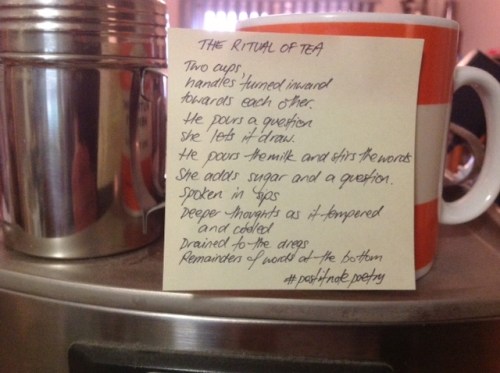 THE RITUAL OF TEA
Two cups
handles turned inward
towards each other.
He pours a question
she lets it draw.
He pours the milk and stirs the words
She adds sugar and a question.
Spoken in sips
Deeper thoughts as it tempered
and cooled
Drained to the dregs
Remainders of words at the bottom
#postitnotepoetry